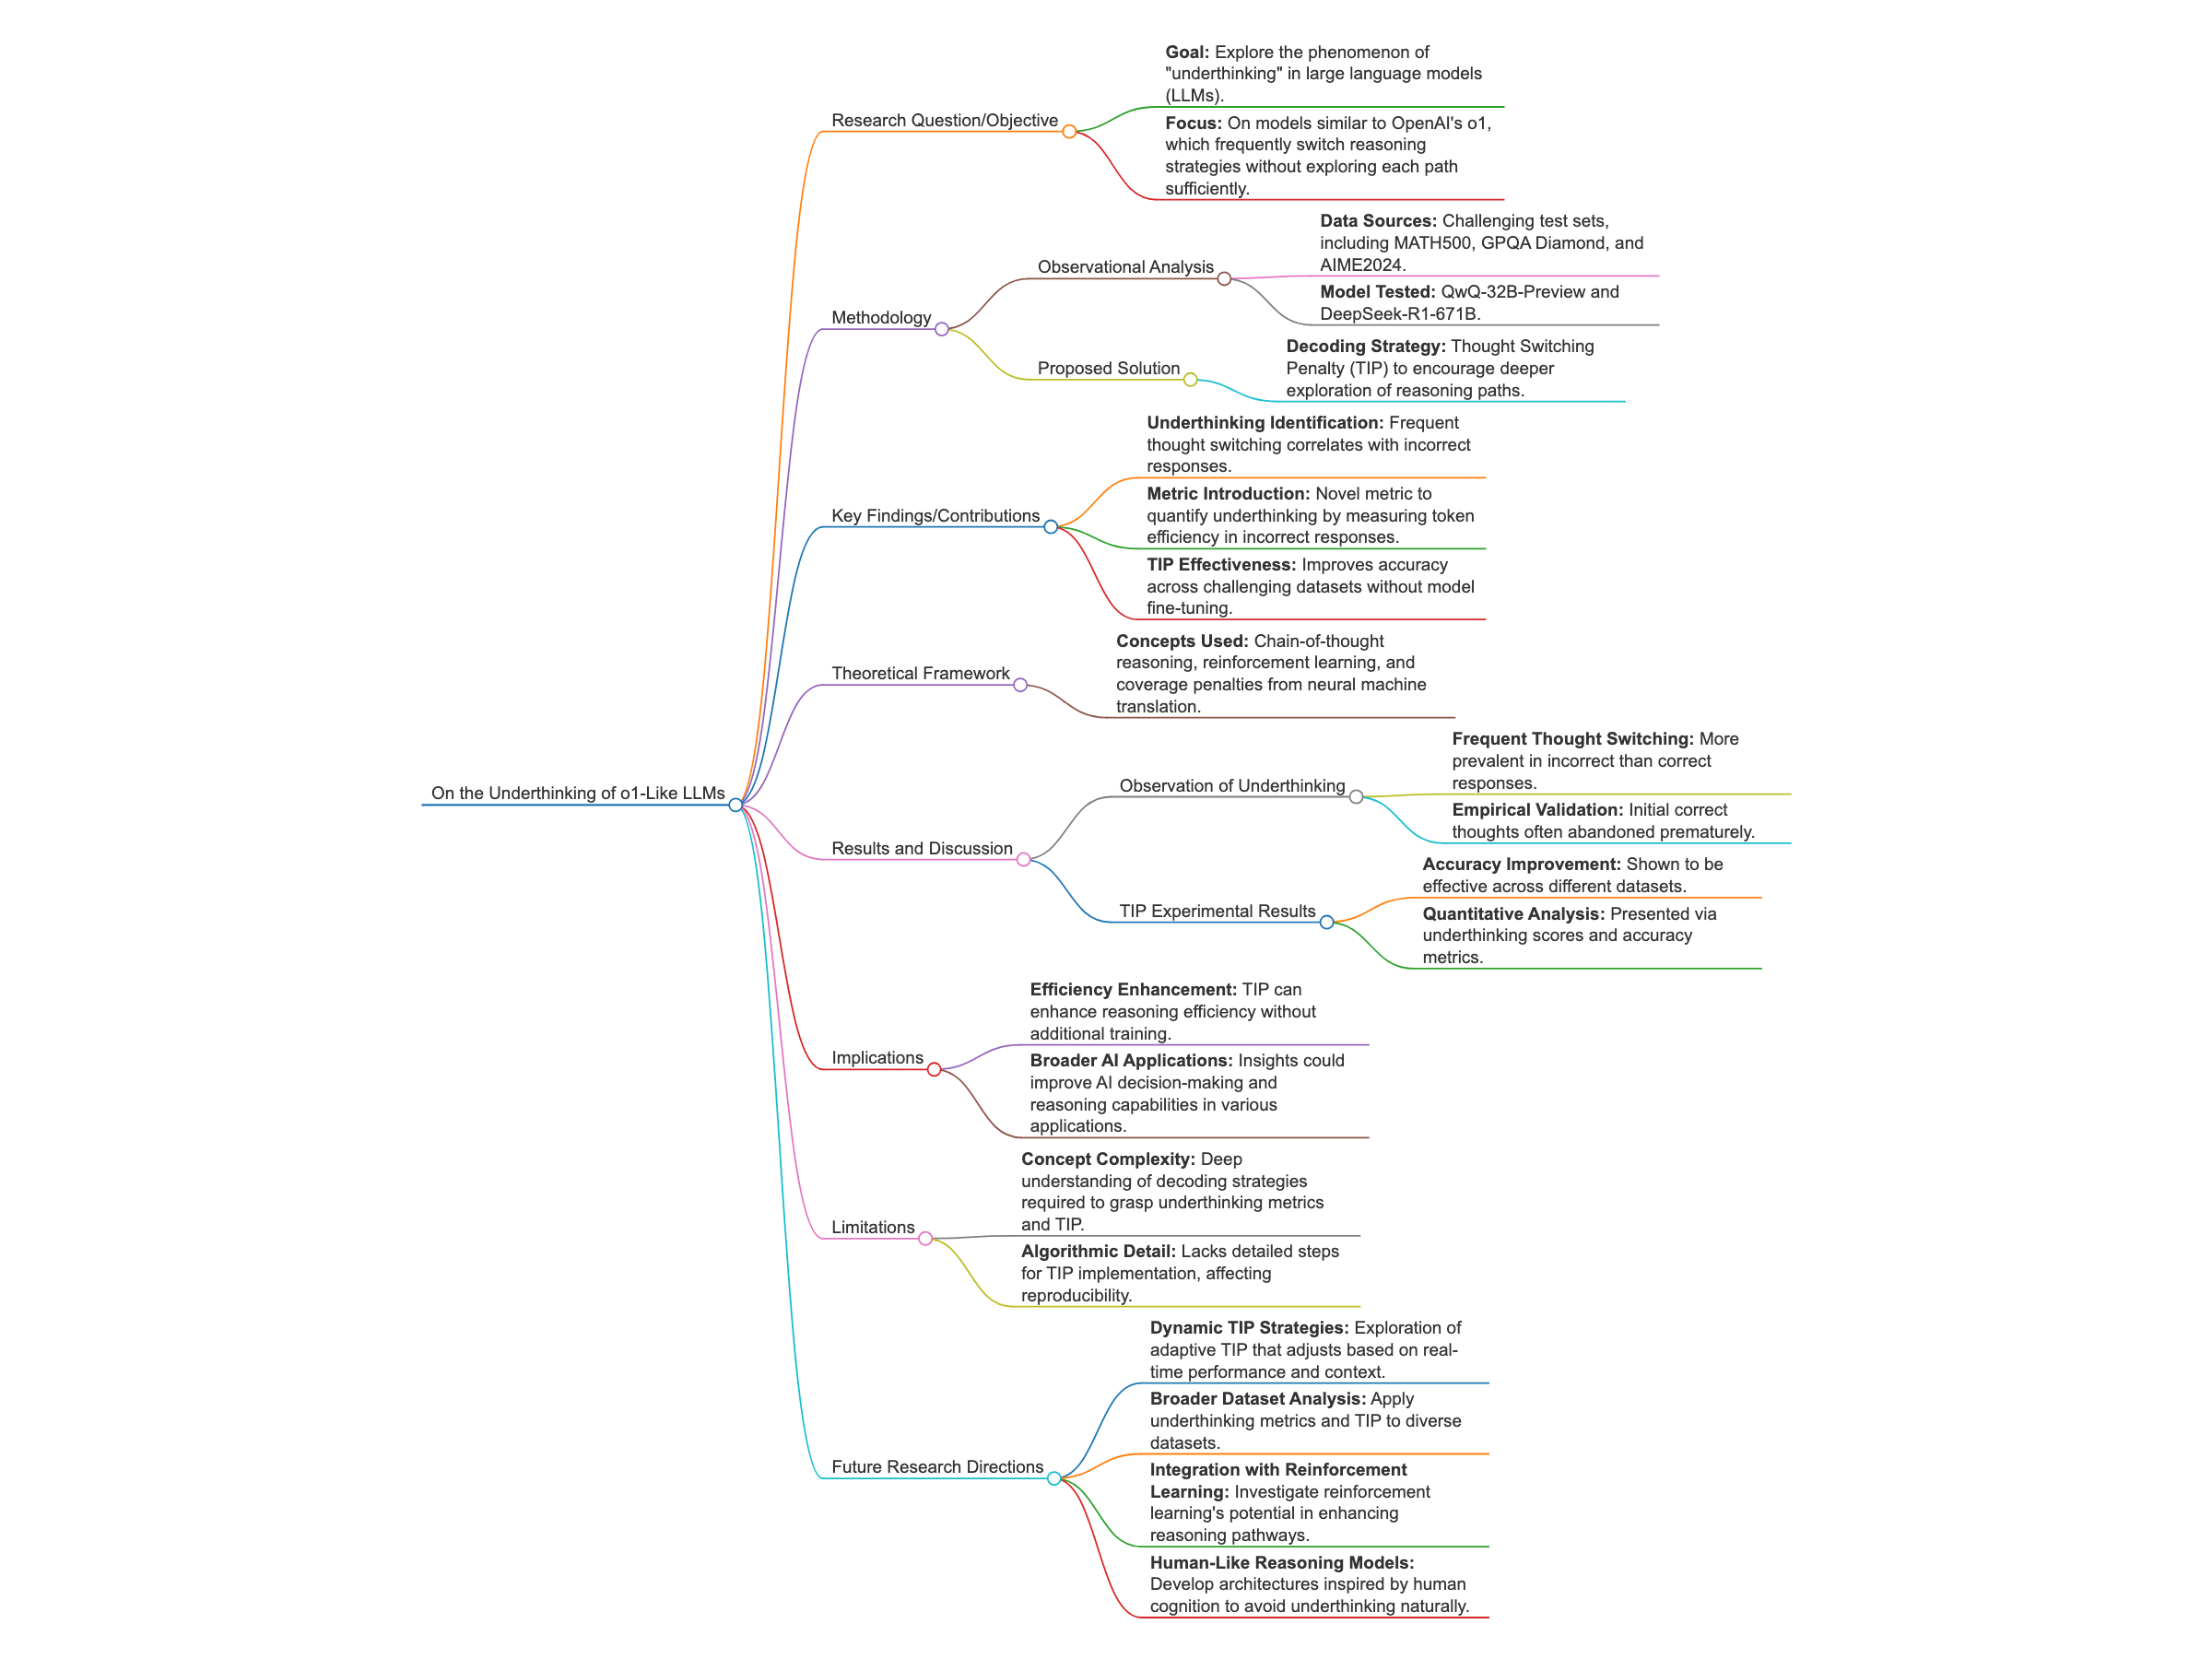 On the Underthinking of o1-Like LLMs
Research Question/Objective
Goal: Explore the phenomenon of
"underthinking" in large language models
(LLMs).
Focus: On models similar to OpenAI's o1,
which frequently switch reasoning
strategies without exploring each path
sufficiently.
Methodology
Observational Analysis
Data Sources: Challenging test sets,
including MATH500, GPQA Diamond, and
AIME2024.
Model Tested: QwQ-32B-Preview and
DeepSeek-R1-671B.
Proposed Solution
Decoding Strategy: Thought Switching
Penalty (TIP) to encourage deeper
exploration of reasoning paths.
Key Findings/Contributions
Underthinking Identification: Frequent
thought switching correlates with incorrect
responses.
Metric Introduction: Novel metric to
quantify underthinking by measuring token
efficiency in incorrect responses.
TIP Effectiveness: Improves accuracy
across challenging datasets without model
fine-tuning.
Theoretical Framework
Concepts Used: Chain-of-thought
reasoning, reinforcement learning, and
coverage penalties from neural machine
translation.
Results and Discussion
Observation of Underthinking
Frequent Thought Switching: More
prevalent in incorrect than correct
responses.
Empirical Validation: Initial correct
thoughts often abandoned prematurely.
TIP Experimental Results
Accuracy Improvement: Shown to be
effective across different datasets.
Quantitative Analysis: Presented via
underthinking scores and accuracy
metrics.
Implications
Efficiency Enhancement: TIP can
enhance reasoning efficiency without
additional training.
Broader AI Applications: Insights could
improve AI decision-making and
reasoning capabilities in various
applications.
Limitations
Concept Complexity: Deep
understanding of decoding strategies
required to grasp underthinking metrics
and TIP.
Algorithmic Detail: Lacks detailed steps
for TIP implementation, affecting
reproducibility.
Future Research Directions
Dynamic TIP Strategies: Exploration of
adaptive TIP that adjusts based on real-
time performance and context.
Broader Dataset Analysis: Apply
underthinking metrics and TIP to diverse
datasets.
Integration with Reinforcement
Learning: Investigate reinforcement
learning's potential in enhancing
reasoning pathways.
Human-Like Reasoning Models:
Develop architectures inspired by human
cognition to avoid underthinking naturally.